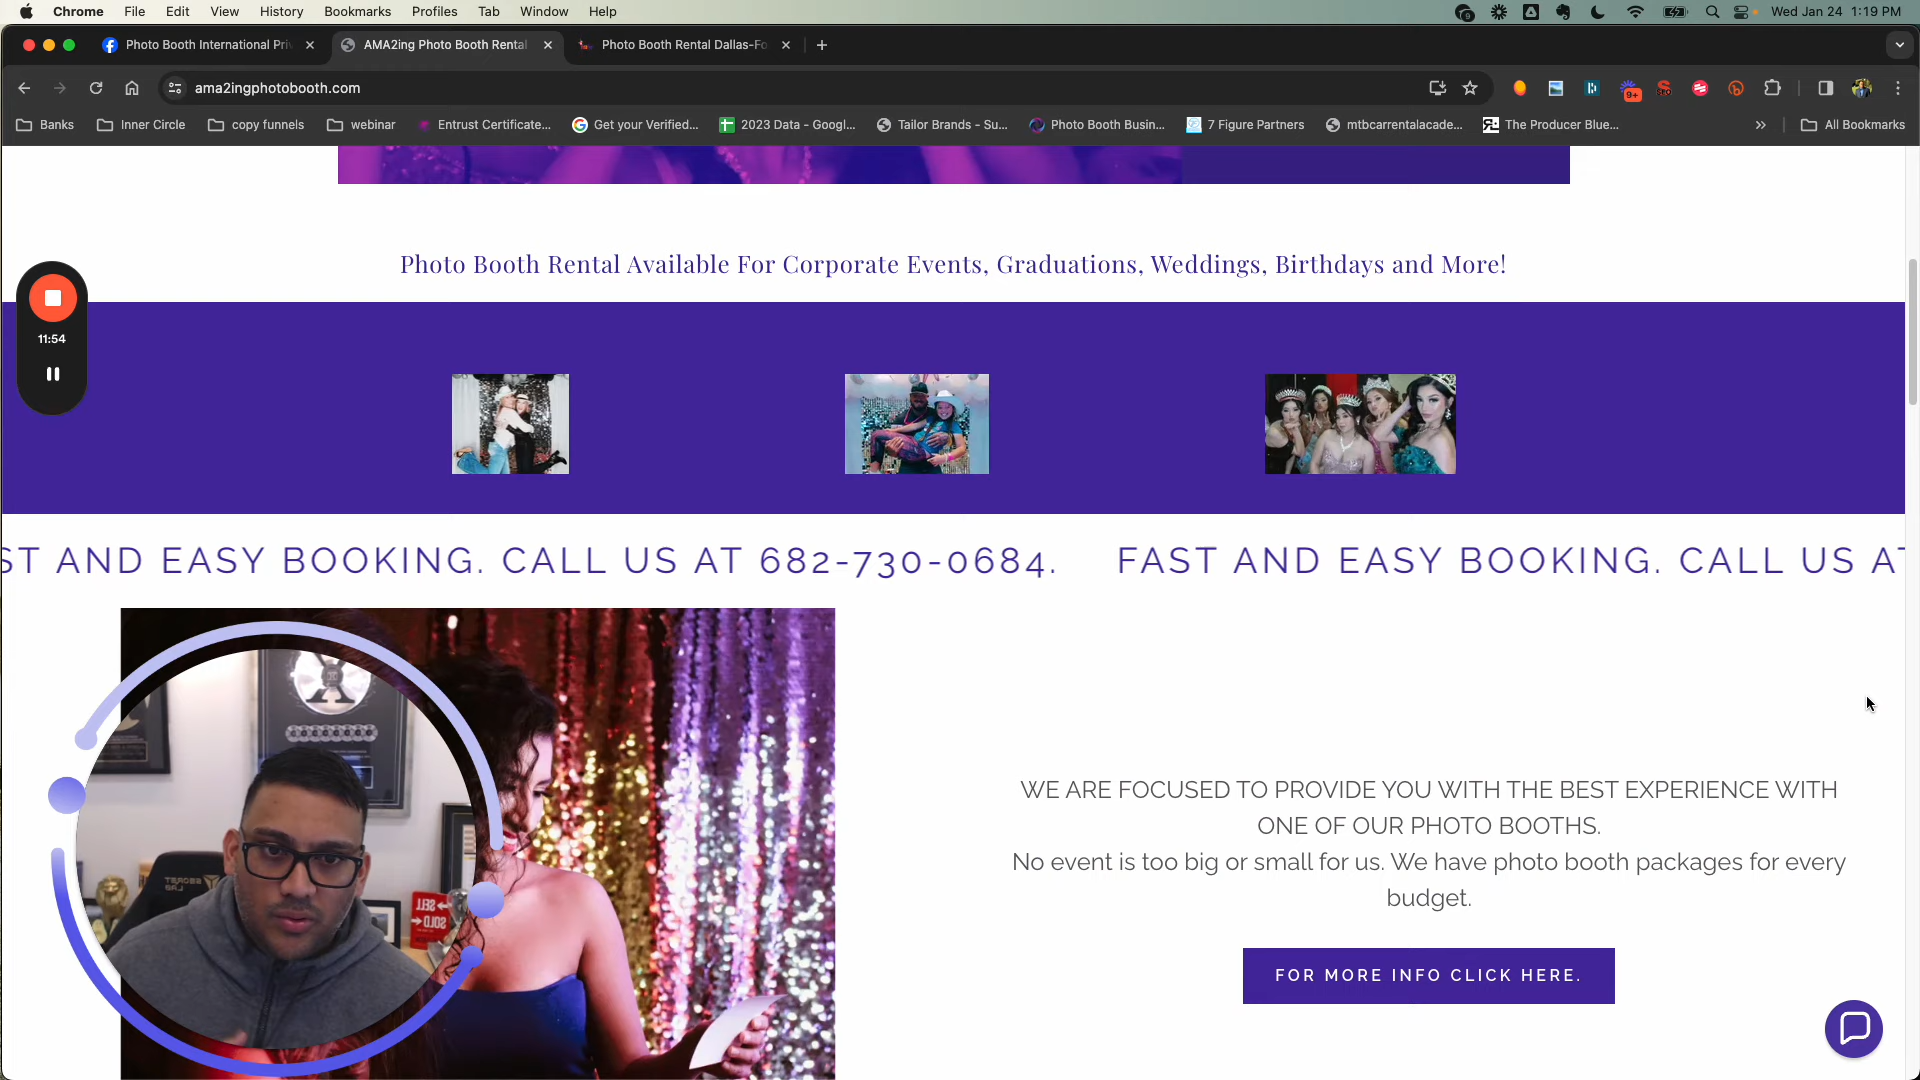 Chrome File Edit View History Bookmarks Profiles Tab Window Help Wed Jan 24 1:19 PM
Photo Booth International Pri AMA2ing Photo Booth Rental Photo Booth Rental Dallas-Fo
ama2ingphotobooth.com 9+
Banks Inner Circle copy funnels webinar Entrust Certificate... Get your Verified... 2023 Data - Googl... Tailor Brands - Su... Photo Booth Busin... 7 Figure Partners mtbcarrentalacade... The Producer Blue... All Bookmarks
Photo Booth Rental Available For Corporate Events, Graduations, Weddings, Birthdays and More!
11:54
ST AND EASY BOOKING. CALL US AT 682-730-0684. FAST AND EASY BOOKING. CALL US AT
WE ARE FOCUSED TO PROVIDE YOU WITH THE BEST EXPERIENCE WITH
ONE OF OUR PHOTO BOOTHS.
No event is too big or small for us. We have photo booth packages for every
budget.
SECRET
LAB
SELL
SOLD
FOR MORE INFO CLICK HERE.